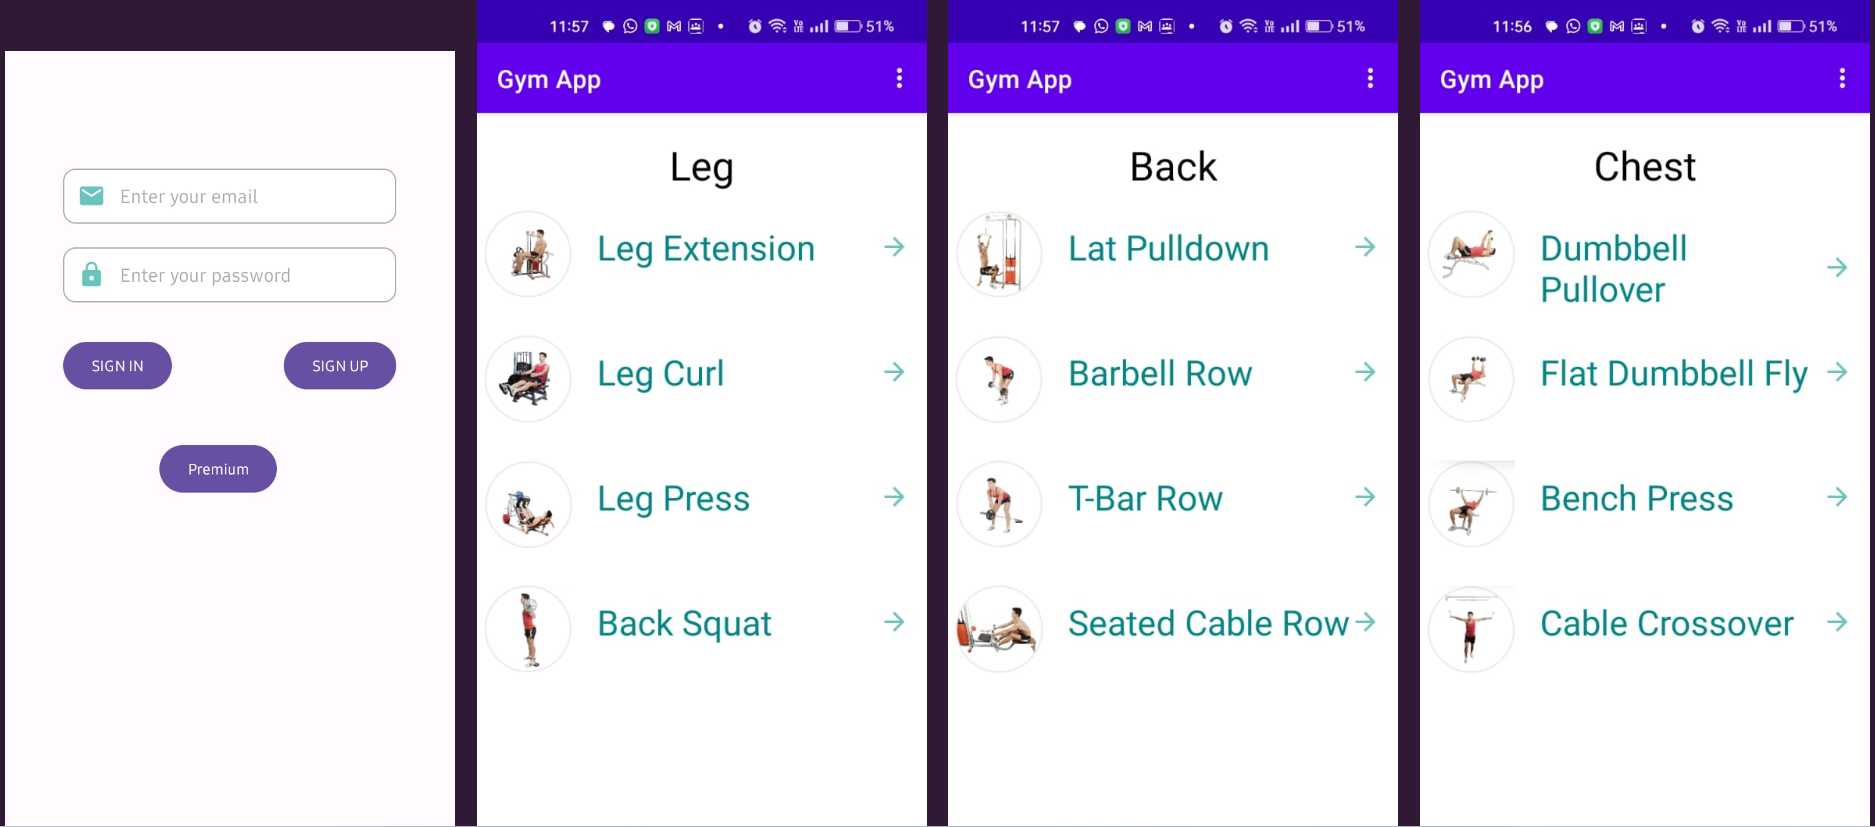 Enter your email
Enter your password
SIGN IN
SIGN UP
Premium
11:57
51%
Gym App
Leg
Leg Extension
Leg Curl
Leg Press
Back Squat
11:57
51%
Gym App
Back
Lat Pulldown
Barbell Row
T-Bar Row
Seated Cable Row
11:56
51%
Gym App
Chest
Dumbbell
Pullover
Flat Dumbbell Fly
Bench Press
Cable Crossover